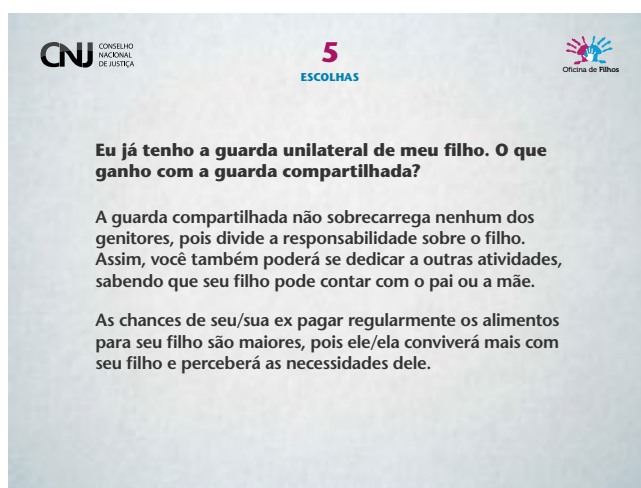 CNJ
CONSELHO
NACIONAL
DE JUSTIÇA
5
ESCOLHAS
Oficina de Filhos
Eu já tenho a guarda unilateral de meu filho. O que
ganho com a guarda compartilhada?
A guarda compartilhada não sobrecarrega nenhum dos
genitores, pois divide a responsabilidade sobre o filho.
Assim, você também poderá se dedicar a outras atividades,
sabendo que seu filho pode contar com o pai ou a mãe.
As chances de seu/sua ex pagar regularmente os alimentos
para seu filho são maiores, pois ele/ela conviverá mais com
seu filho e perceberá as necessidades dele.